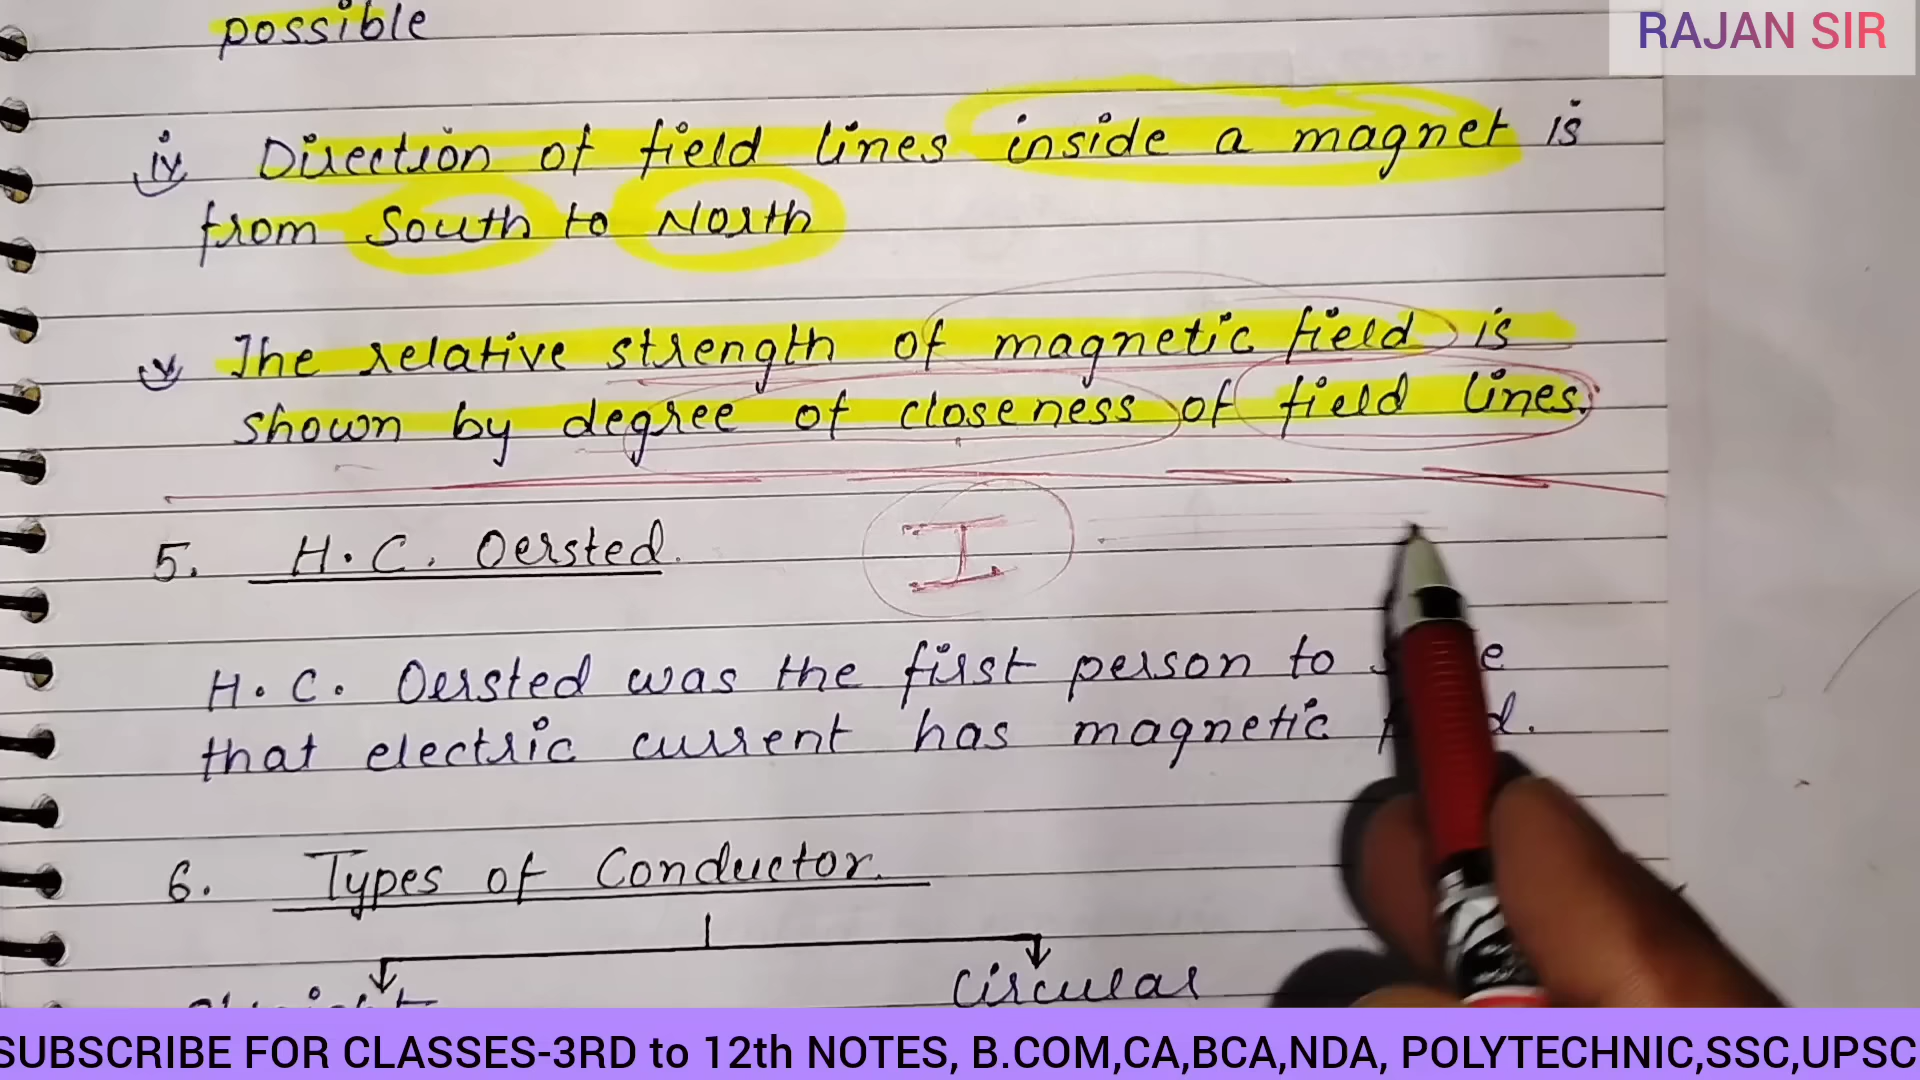 possible
RAJAN SIR
iv Direction of field lines inside a magnet is
from South to North
v The relative strength of magnetic field is
shown by degree of closeness of field lines.
5. H.C. Oersted.
I
H.C. Oersted was the first person to
that electric current has magnetic
6. Types of Conductor.
Circular
SUBSCRIBE FOR CLASSES-3RD to 12th NOTES, B.COM,CA,BCA,NDA, POLYTECHNIC,SSC,UPSC